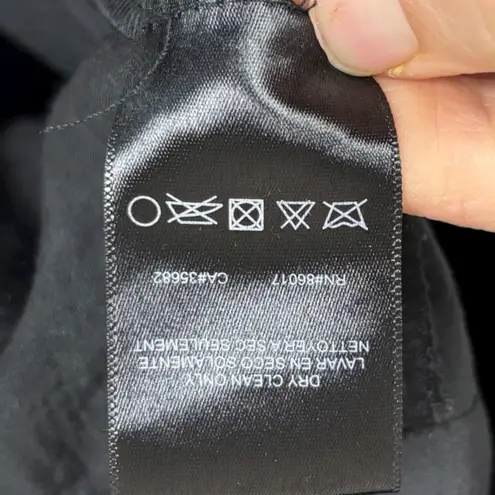 DRY CLEAN ONLY
LAVAR EN SECO SOLAMENTE
NETTOYER A SEC SEULEMENT
RN#86017 CA#35682